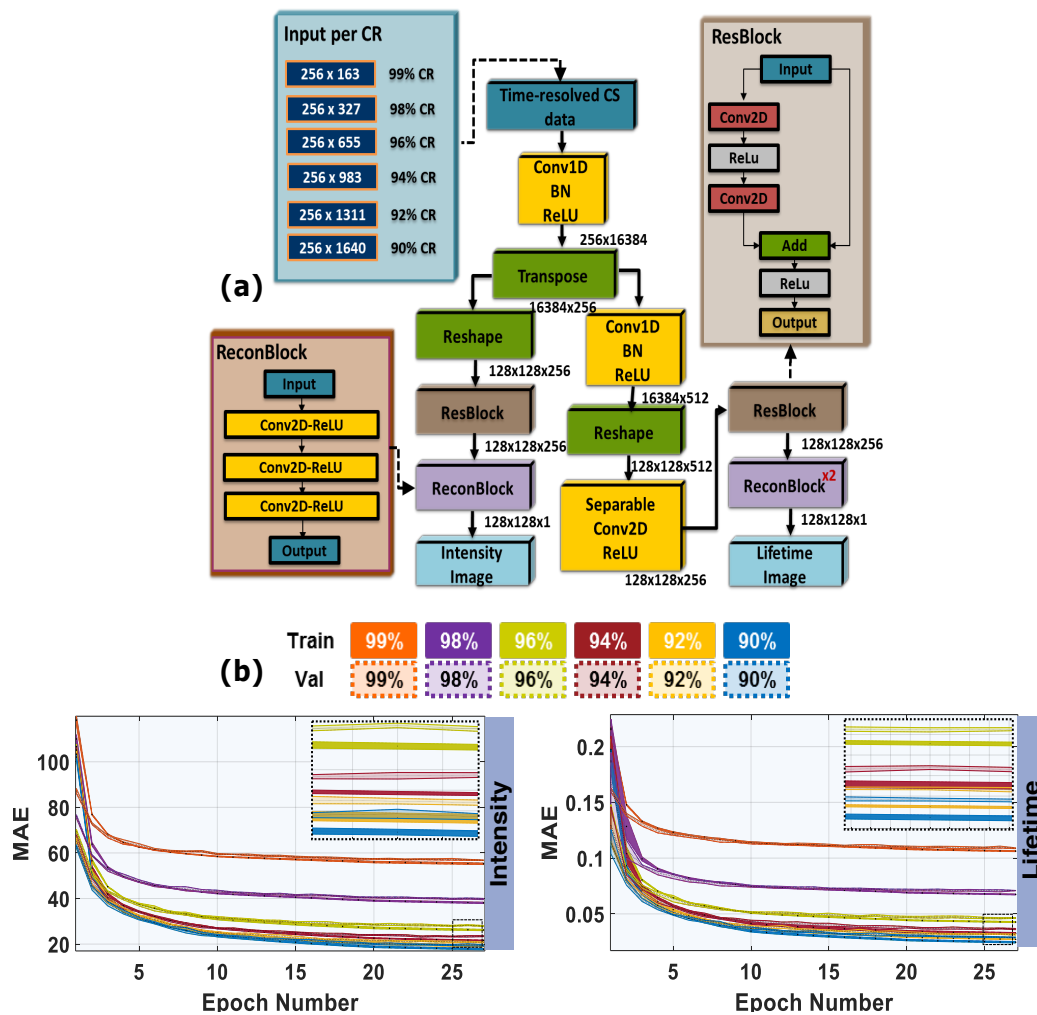 Input per CR
256 x 163 99% CR
256 x 327 98% CR
256 x 655 96% CR
256 x 983 94% CR
256 x 1311 92% CR
256 x 1640 90% CR
(a)
Time-resolved CS
data
Conv1D
BN
ReLU
256x16384
Transpose
16384x256
Reshape
128x128x256
ResBlock
128x128x256
ReconBlock
128x128x1
Intensity
Image
Conv1D
BN
ReLU
16384x512
Reshape
128x128x512
Separable
Conv2D
ReLU
128x128x256
ResBlock
128x128x256
ReconBlock x2
128x128x1
Lifetime
Image
ResBlock
Input
Conv2D
ReLu
Conv2D
Add
ReLu
Output
ReconBlock
Input
Conv2D-ReLU
Conv2D-ReLU
Conv2D-ReLU
Output
(b)
Train 99% 98% 96% 94% 92% 90%
Val 99% 98% 96% 94% 92% 90%
MAE
100
80
60
40
20
5 10 15 20 25
Epoch Number
Intensity
MAE
0.2
0.15
0.1
0.05
5 10 15 20 25
Epoch Number
Lifetime